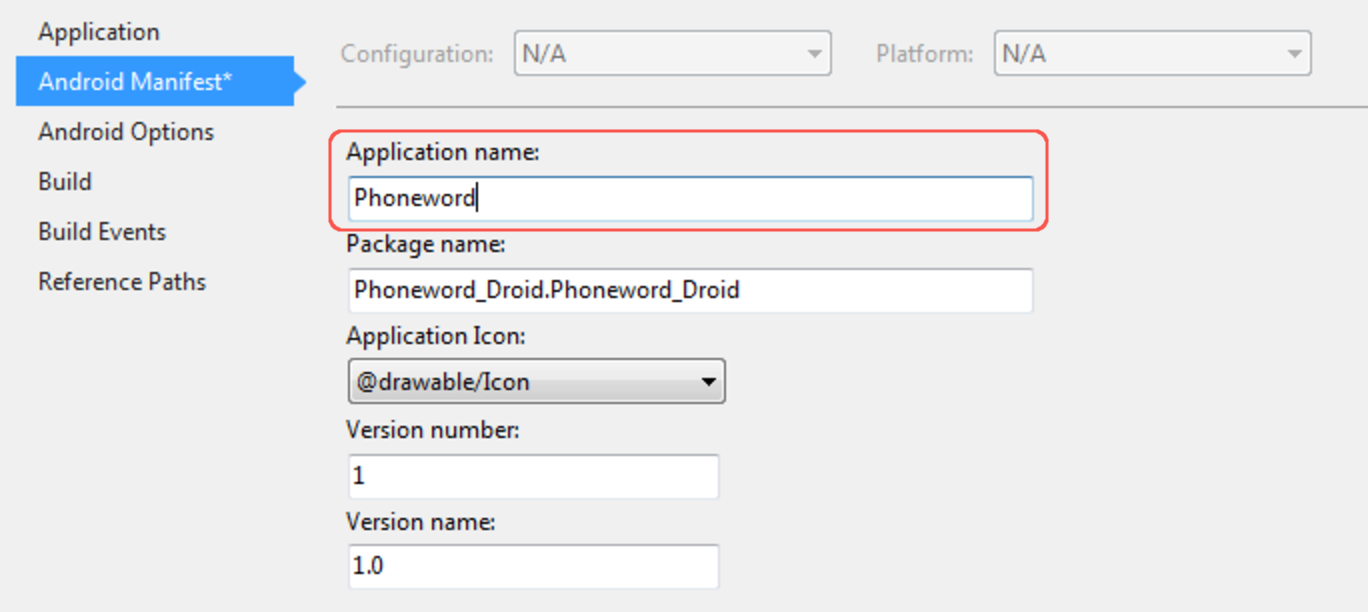 Application
Android Manifest*
Android Options
Build
Build Events
Reference Paths
Configuration: N/A Platform: N/A
Application name:
Phoneword
Package name:
Phoneword_Droid.Phoneword_Droid
Application Icon:
@drawable/Icon
Version number:
1
Version name:
1.0